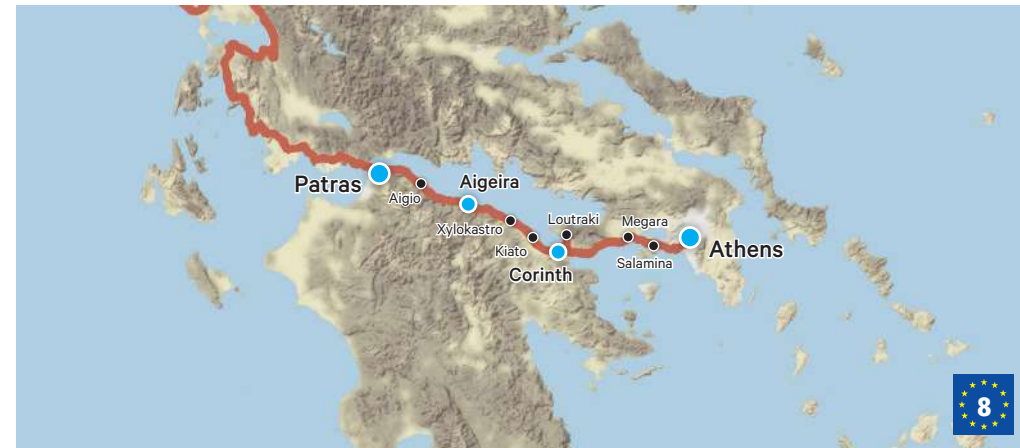 Patras
Aigio
Aigeira
Xylokastro
Kiato
Corinth
Loutraki
Megara
Salamina
Athens
8